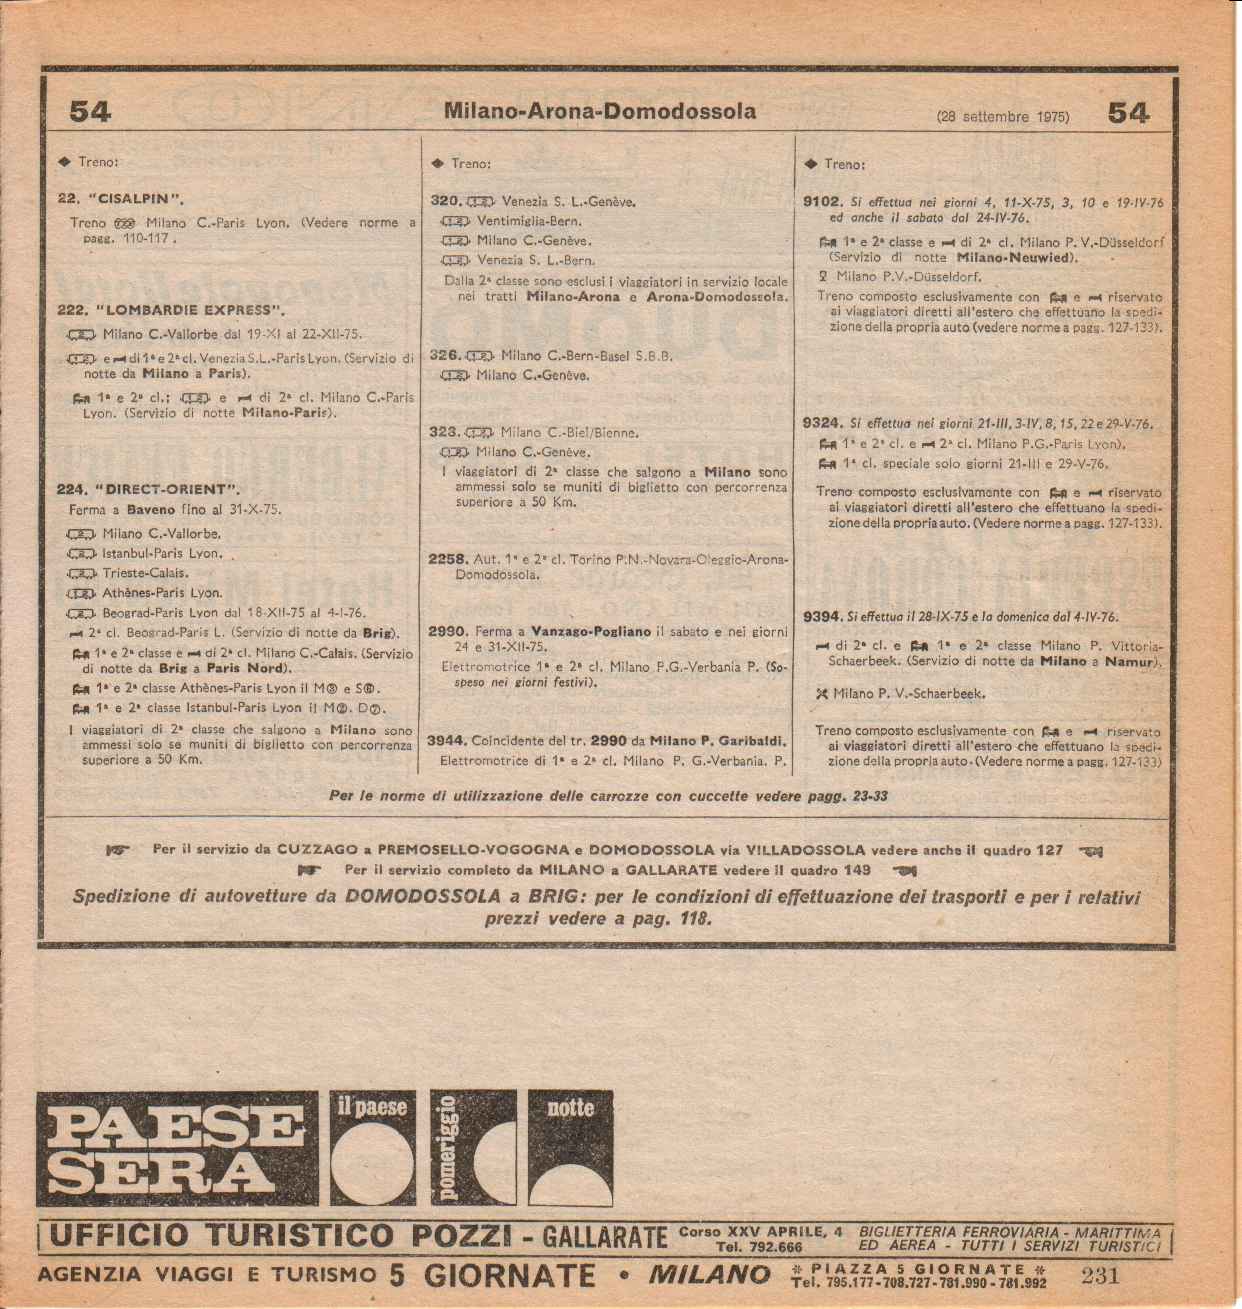 54
Milano-Arona-Domodossola
(28 settembre 1975)
54
◆ Treno:
22. "CISALPIN".
Treno Milano C.-Paris Lyon. (Vedere norme a
pagg. 110-117.
222. "LOMBARDIE EXPRESS".
Milano C.-Vallorbe dal 19-XI al 22-XII-75.
e di 1ª e 2ª cl. Venezia S.L.-Paris Lyon. (Servizio di
notte da Milano a Paris).
1ª e 2ª cl.; e di 2ª cl. Milano C.-Paris
Lyon. (Servizio di notte Milano-Paris).
224. "DIRECT-ORIENT".
Ferma a Baveno fino al 31-X-75.
Milano C.-Vallorbe.
Istanbul-Paris Lyon.
Trieste-Calais.
Athènes-Paris Lyon.
Beograd-Paris Lyon dal 18-XII-75 al 4-I-76.
2ª cl. Beograd-Paris L. (Servizio di notte da Brig).
1ª e 2ª classe e di 2ª cl. Milano C.-Calais. (Servizio
di notte da Brig a Paris Nord).
1ª e 2ª classe Athènes-Paris Lyon il M③ e S⑥.
1ª e 2ª classe Istanbul-Paris Lyon il M②. D⑦.
I viaggiatori di 2ª classe che salgono a Milano sono
ammessi solo se muniti di biglietto con percorrenza
superiore a 50 Km.
◆ Treno:
320. Venezia S. L.-Genève.
Ventimiglia-Bern.
Milano C.-Genève.
Venezia S. L.-Bern.
Dalla 2ª classe sono esclusi i viaggiatori in servizio locale
nei tratti Milano-Arona e Arona-Domodossola.
326. Milano C.-Bern-Basel S.B.B.
Milano C.-Genève.
328. Milano C.-Biel/Bienne.
Milano C.-Genève.
I viaggiatori di 2ª classe che salgono a Milano sono
ammessi solo se muniti di biglietto con percorrenza
superiore a 50 Km.
2258. Aut. 1ª e 2ª cl. Torino P.N.-Novara-Oleggio-Arona-
Domodossola.
2990. Ferma a Vanzago-Pogliano il sabato e nei giorni
24 e 31-XII-75.
Elettromotrice 1ª e 2ª cl. Milano P.G.-Verbania P. (So-
speso nei giorni festivi).
3944. Coincidente del tr. 2990 da Milano P. Garibaldi.
Elettromotrice di 1ª e 2ª cl. Milano P. G.-Verbania. P.
◆ Treno:
9102. Si effettua nei giorni 4, 11-X-75, 3, 10 e 19-IV-76
ed anche il sabato dal 24-IV-76.
1ª e 2ª classe e di 2ª cl. Milano P. V.-Düsseldorf
(Servizio di notte Milano-Neuwied).
Milano P.V.-Düsseldorf.
Treno composto esclusivamente con e riservato
ai viaggiatori diretti all'estero che effettuano la spedi-
zione della propria auto (vedere norme a pagg. 127-133).
9324. Si effettua nei giorni 21-III, 3-IV, 8, 15, 22 e 29-V-76.
1ª e 2ª cl. e 2ª cl. Milano P.G.-Paris Lyon).
1ª cl. speciale solo giorni 21-III e 29-V-76.
Treno composto esclusivamente con e riservato
ai viaggiatori diretti all'estero che effettuano la spedi-
zione della propria auto. (Vedere norme a pagg. 127-133).
9394. Si effettua il 28-IX-75 e la domenica dal 4-IV-76.
di 2ª cl. e 1ª e 2ª classe Milano P. Vittoria-
Schaerbeek. (Servizio di notte da Milano a Namur).
Milano P. V.-Schaerbeek.
Treno composto esclusivamente con e riservato
ai viaggiatori diretti all'estero che effettuano la spedi-
zione della propria auto. (Vedere norme a pagg. 127-133)
Per le norme di utilizzazione delle carrozze con cuccette vedere pagg. 23-33
Per il servizio da CUZZAGO a PREMOSELLO-VOGOGNA e DOMODOSSOLA via VILLADOSSOLA vedere anche il quadro 127
Per il servizio completo da MILANO a GALLARATE vedere il quadro 149
Spedizione di autovetture da DOMODOSSOLA a BRIG: per le condizioni di effettuazione dei trasporti e per i relativi
prezzi vedere a pag. 118.
PAESE
SERA
il paese
pomeriggio
notte
UFFICIO TURISTICO POZZI - GALLARATE
Corso XXV APRILE, 4
Tel. 792.666
BIGLIETTERIA FERROVIARIA - MARITTIMA
ED AEREA - TUTTI I SERVIZI TURISTICI
AGENZIA VIAGGI E TURISMO 5 GIORNATE • MILANO
* PIAZZA 5 GIORNATE *
Tel. 795.177-708.727-781.990-781.992
231